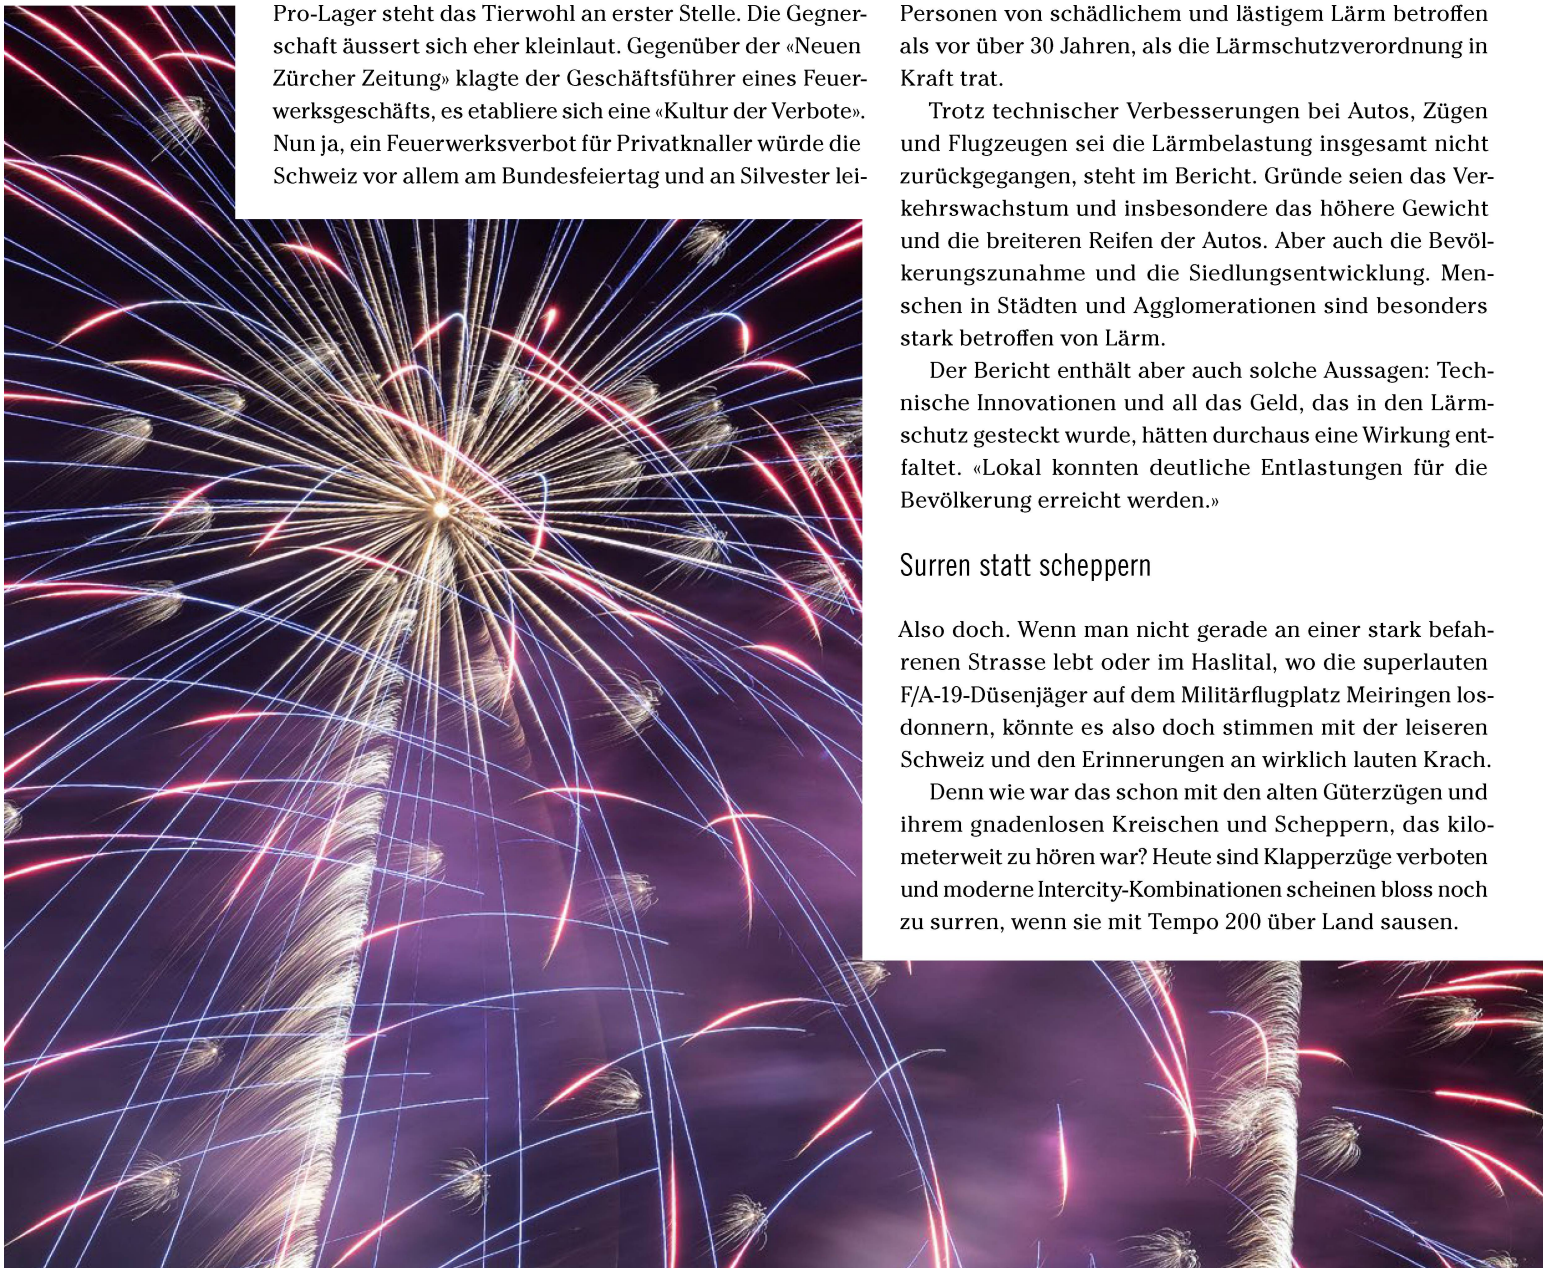 Pro-Lager steht das Tierwohl an erster Stelle. Die Gegner-
schaft äussert sich eher kleinlaut. Gegenüber der «Neuen
Zürcher Zeitung» klagte der Geschäftsführer eines Feuer-
werksgeschäfts, es etabliere sich eine «Kultur der Verbote».
Nun ja, ein Feuerwerksverbot für Privatknaller würde die
Schweiz vor allem am Bundesfeiertag und an Silvester lei-
Personen von schädlichem und lästigem Lärm betroffen
als vor über 30 Jahren, als die Lärmschutzverordnung in
Kraft trat.
Trotz technischer Verbesserungen bei Autos, Zügen
und Flugzeugen sei die Lärmbelastung insgesamt nicht
zurückgegangen, steht im Bericht. Gründe seien das Ver-
kehrswachstum und insbesondere das höhere Gewicht
und die breiteren Reifen der Autos. Aber auch die Bevöl-
kerungszunahme und die Siedlungsentwicklung. Men-
schen in Städten und Agglomerationen sind besonders
stark betroffen von Lärm.
Der Bericht enthält aber auch solche Aussagen: Tech-
nische Innovationen und all das Geld, das in den Lärm-
schutz gesteckt wurde, hätten durchaus eine Wirkung ent-
faltet. «Lokal konnten deutliche Entlastungen für die
Bevölkerung erreicht werden.»
Surren statt scheppern
Also doch. Wenn man nicht gerade an einer stark befah-
renen Strasse lebt oder im Haslital, wo die superlauten
F/A-19-Düsenjäger auf dem Militärflugplatz Meiringen los-
donnern, könnte es also doch stimmen mit der leiseren
Schweiz und den Erinnerungen an wirklich lauten Krach.
Denn wie war das schon mit den alten Güterzügen und
ihrem gnadenlosen Kreischen und Scheppern, das kilo-
meterweit zu hören war? Heute sind Klapperzüge verboten
und moderne Intercity-Kombinationen scheinen bloss noch
zu surren, wenn sie mit Tempo 200 über Land sausen.